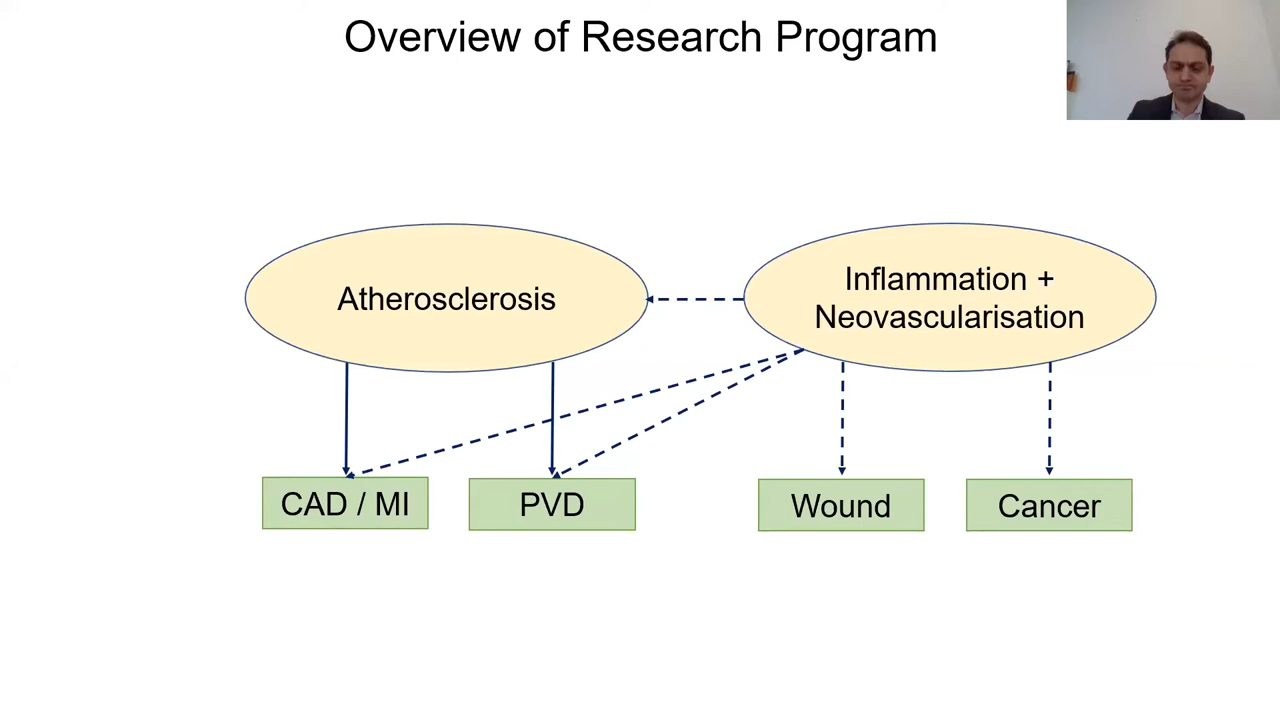 Overview of Research Program
Atherosclerosis
Inflammation +
Neovascularisation
CAD / MI
PVD
Wound
Cancer